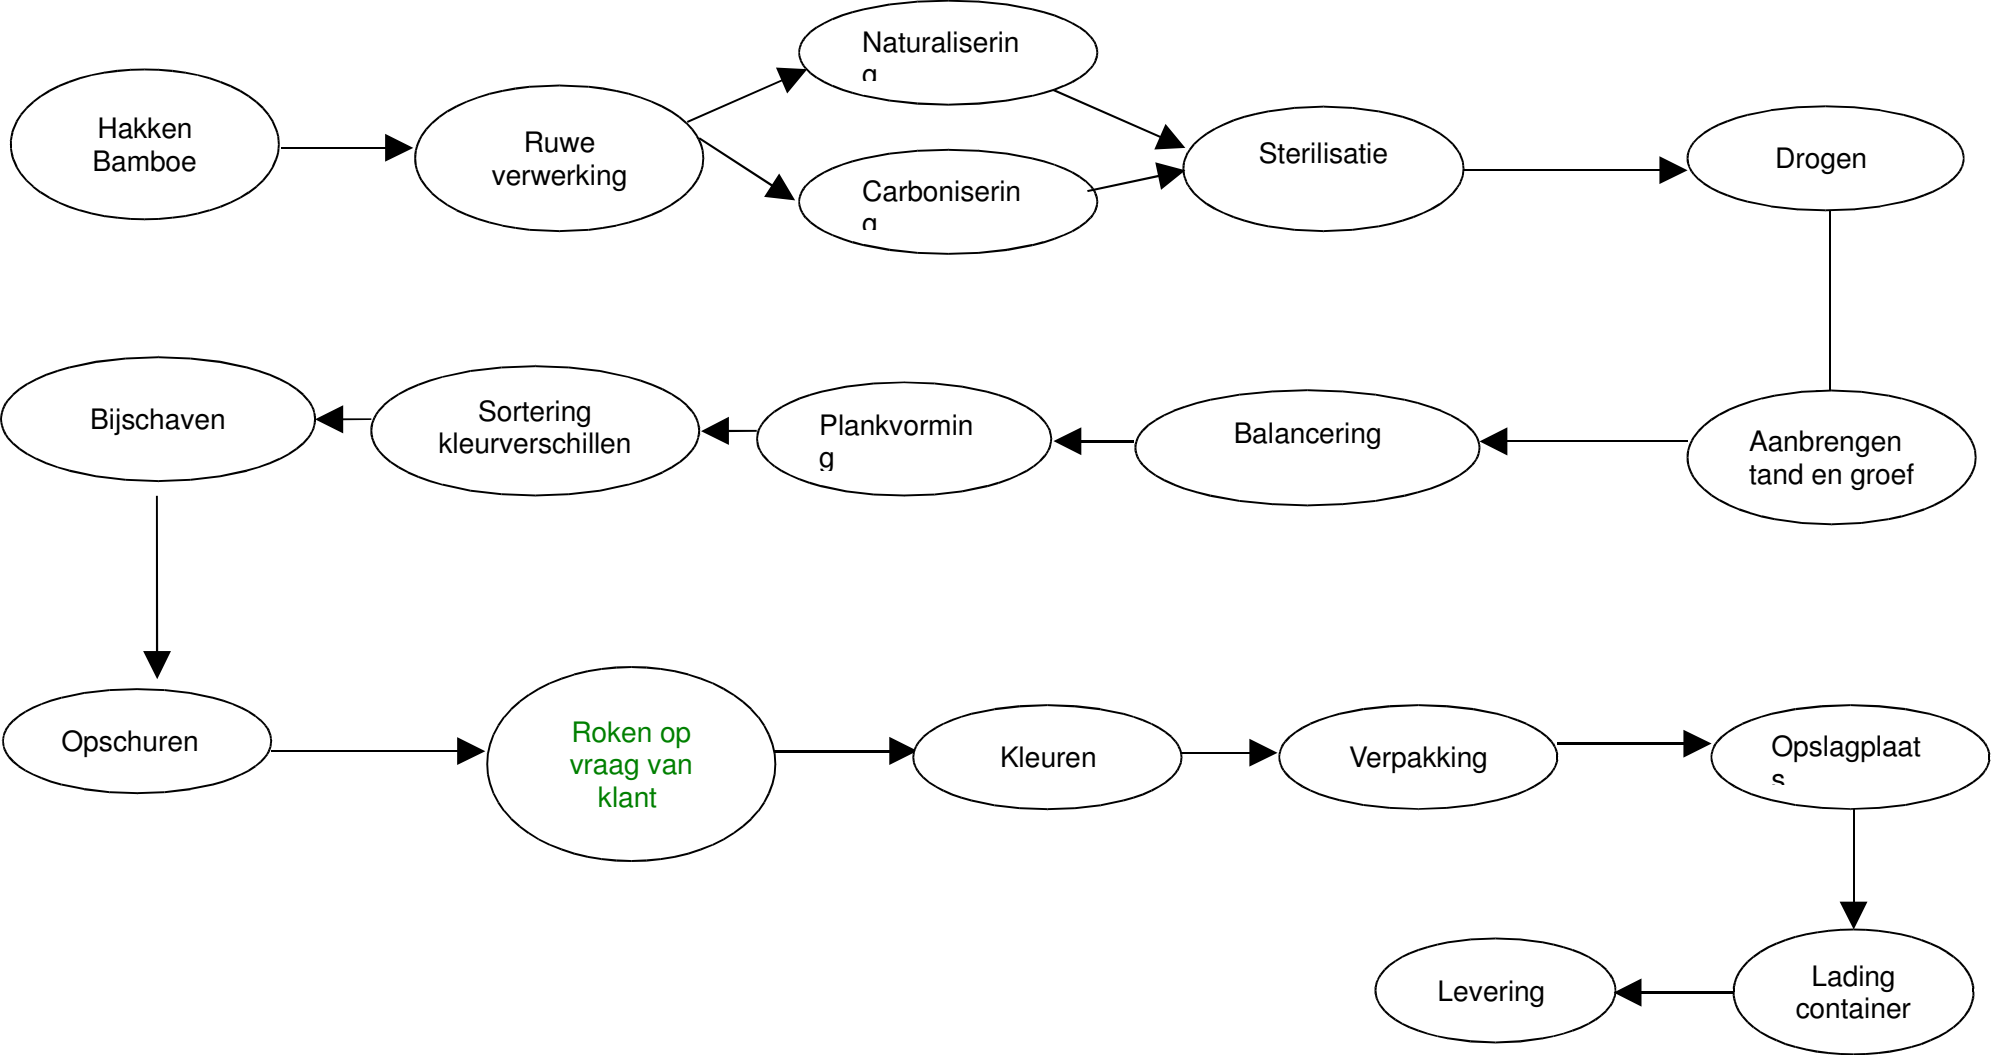 Naturaliserin
g
Hakken
Bamboe
Ruwe
verwerking
Carboniserin
g
Sterilisatie
Drogen
Bijschaven
Sortering
kleurverschillen
Plankvormin
g
Balancering
Aanbrengen
tand en groef
Opschuren
Roken op
vraag van
klant
Kleuren
Verpakking
Opslagplaat
s
Levering
Lading
container